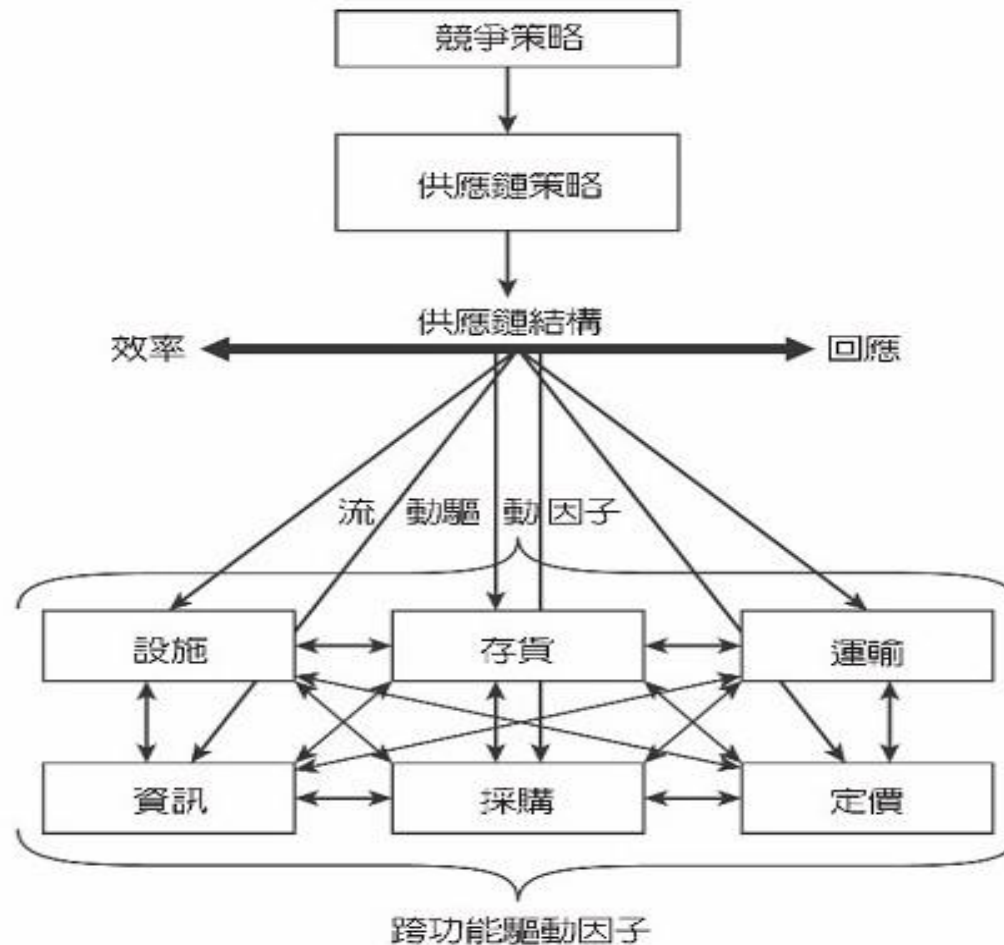 競爭策略
供應鏈策略
供應鏈結構
效率
回應
流動驅動因子
設施
存貨
運輸
資訊
採購
定價
跨功能驅動因子